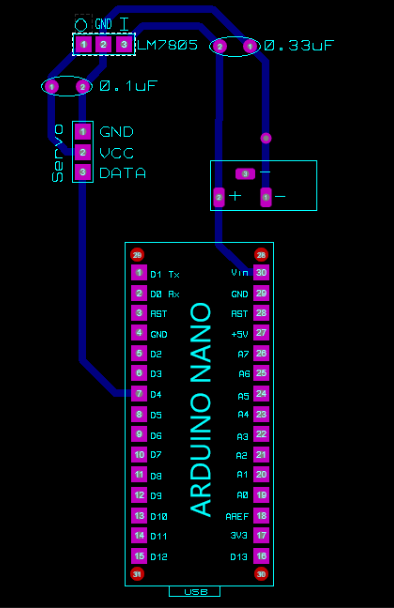 O GND I
1 2 3 LM7805
2 1 0.33uF
1 2 0.1uF
Servo
1 GND
2 VCC
3 DATA
3 -
2 + 1 -
29 28
1 D1 Tx Vin 30
2 D0 Rx GND 29
3 RST RST 28
4 GND +5V 27
5 D2 A7 26
6 D3 A6 25
7 D4 A5 24
8 D5 A4 23
9 D6 A3 22
10 D7 A2 21
11 D8 A1 20
12 D9 A0 19
13 D10 AREF 18
14 D11 3V3 17
15 D12 D13 16
31 30
ARDUINO NANO
USB